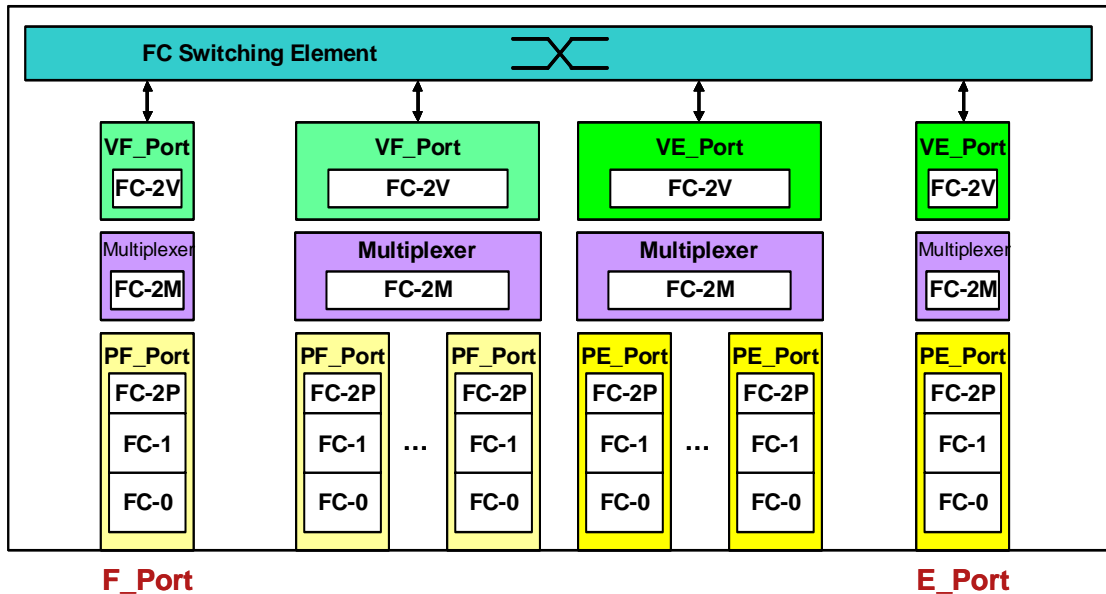 FC Switching Element
VF_Port VF_Port VE_Port VE_Port
FC-2V FC-2V FC-2V FC-2V
Multiplexer Multiplexer Multiplexer Multiplexer
FC-2M FC-2M FC-2M FC-2M
PF_Port PF_Port PF_Port PE_Port PE_Port PE_Port
FC-2P FC-2P FC-2P FC-2P FC-2P FC-2P
FC-1 FC-1 ... FC-1 FC-1 ... FC-1 FC-1
FC-0 FC-0 FC-0 FC-0 FC-0 FC-0
F_Port E_Port